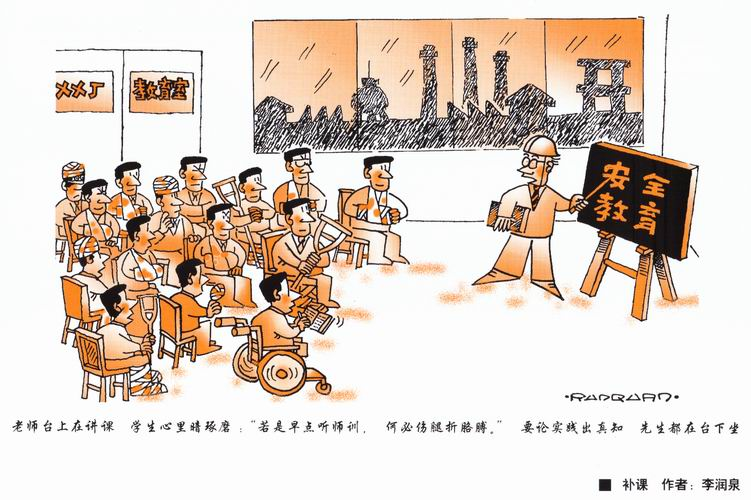 ××厂
教育室
安全
教育
老师台上在讲课 学生心里暗琢磨："若是早点听师训， 何必伤腿折胳膊。" 要论实践出真知 先生都在台下坐
■ 补课 作者：李润泉